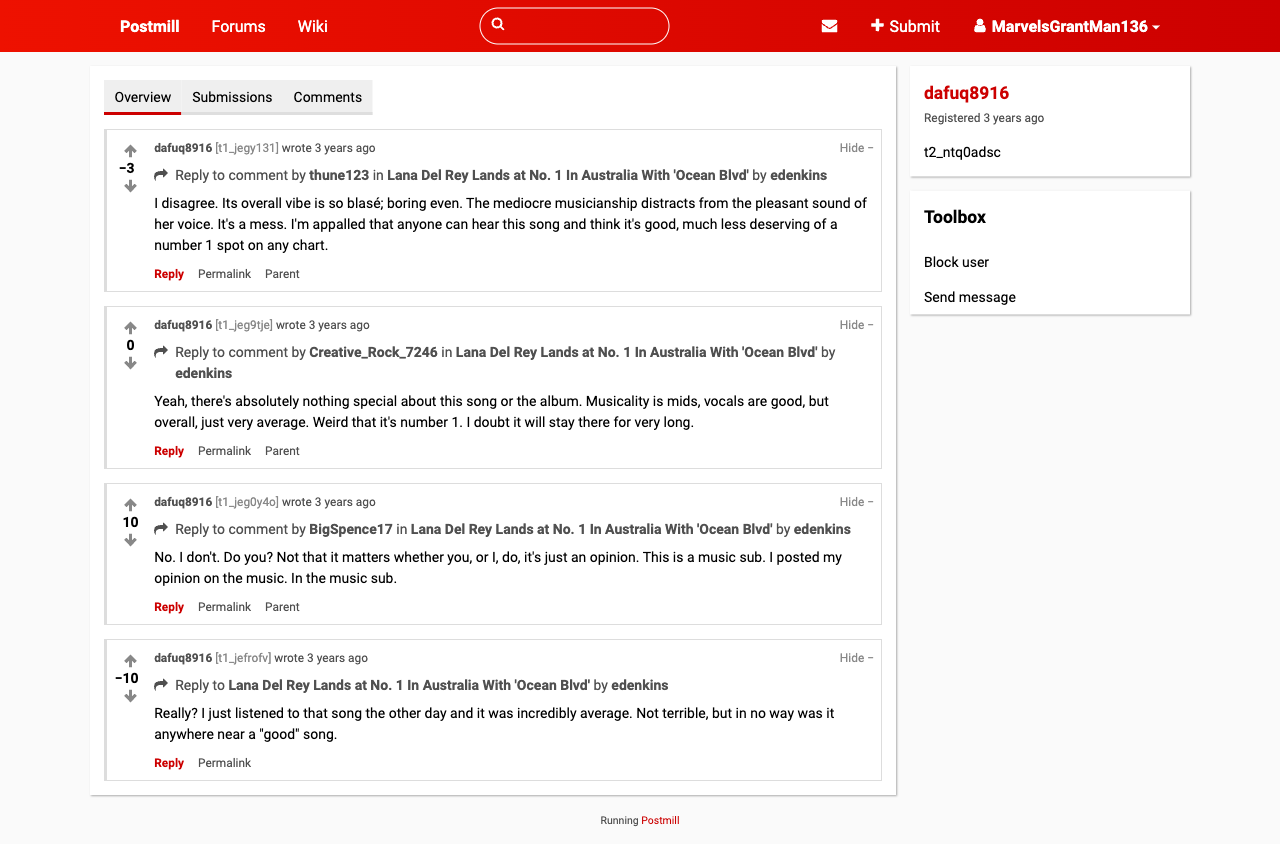 Postmill Forums Wiki Submit MarvelsGrantMan136
Overview Submissions Comments
dafuq8916 [t1_jegy131] wrote 3 years ago Hide −
−3
Reply to comment by thune123 in Lana Del Rey Lands at No. 1 In Australia With 'Ocean Blvd' by edenkins
I disagree. Its overall vibe is so blasé; boring even. The mediocre musicianship distracts from the pleasant sound of
her voice. It's a mess. I'm appalled that anyone can hear this song and think it's good, much less deserving of a
number 1 spot on any chart.
Reply Permalink Parent
dafuq8916 [t1_jeg9tje] wrote 3 years ago Hide −
0
Reply to comment by Creative_Rock_7246 in Lana Del Rey Lands at No. 1 In Australia With 'Ocean Blvd' by
edenkins
Yeah, there's absolutely nothing special about this song or the album. Musicality is mids, vocals are good, but
overall, just very average. Weird that it's number 1. I doubt it will stay there for very long.
Reply Permalink Parent
dafuq8916 [t1_jeg0y4o] wrote 3 years ago Hide −
10
Reply to comment by BigSpence17 in Lana Del Rey Lands at No. 1 In Australia With 'Ocean Blvd' by edenkins
No. I don't. Do you? Not that it matters whether you, or I, do, it's just an opinion. This is a music sub. I posted my
opinion on the music. In the music sub.
Reply Permalink Parent
dafuq8916 [t1_jefrofv] wrote 3 years ago Hide −
−10
Reply to Lana Del Rey Lands at No. 1 In Australia With 'Ocean Blvd' by edenkins
Really? I just listened to that song the other day and it was incredibly average. Not terrible, but in no way was it
anywhere near a "good" song.
Reply Permalink
dafuq8916
Registered 3 years ago
t2_ntq0adsc
Toolbox
Block user
Send message
Running Postmill